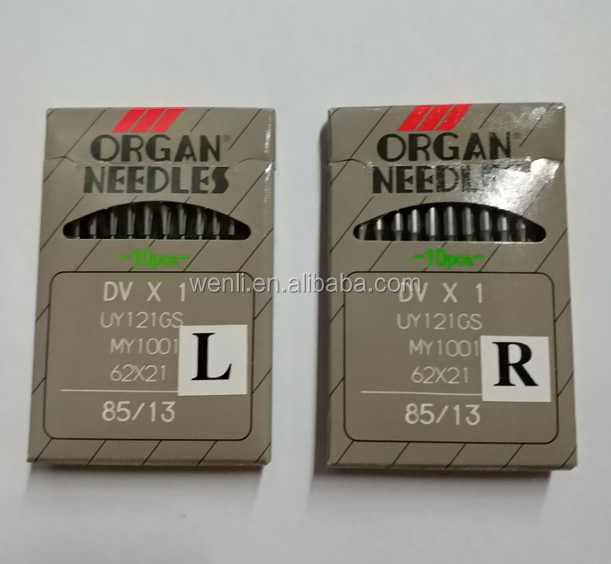 ORGAN®
NEEDLES
-10pcs-
DV X 1
UY121GS
MY1001
62X21
L
85/13
ORGAN®
NEEDLES
-10pcs-
DV X 1
UY121GS
MY1001
62X21
R
85/13
wenli.en.alibaba.com